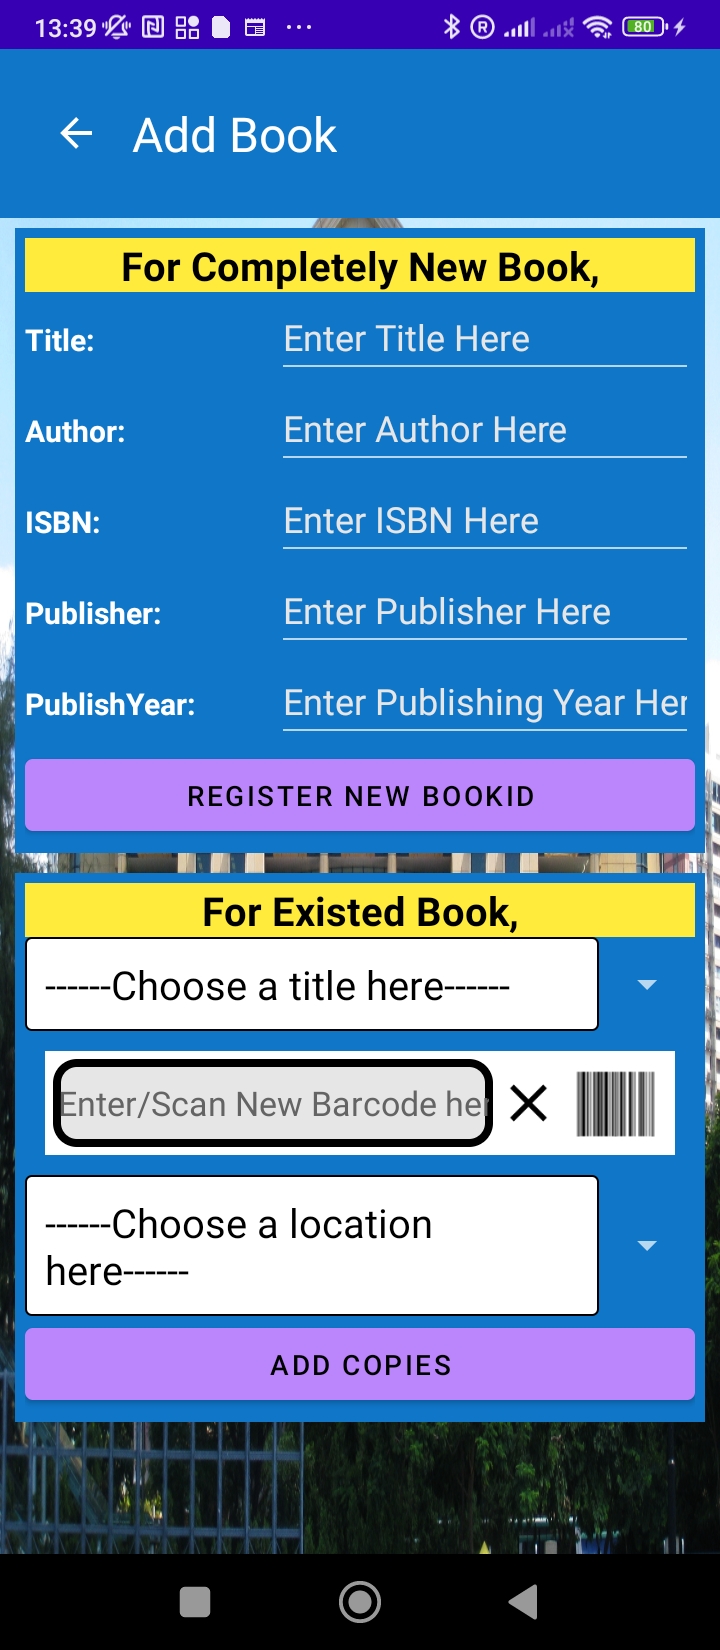 13:39
80
Add Book
For Completely New Book,
Title:
Enter Title Here
Author:
Enter Author Here
ISBN:
Enter ISBN Here
Publisher:
Enter Publisher Here
PublishYear:
Enter Publishing Year Her
REGISTER NEW BOOKID
For Existed Book,
------Choose a title here------
Enter/Scan New Barcode her
------Choose a location
here------
ADD COPIES